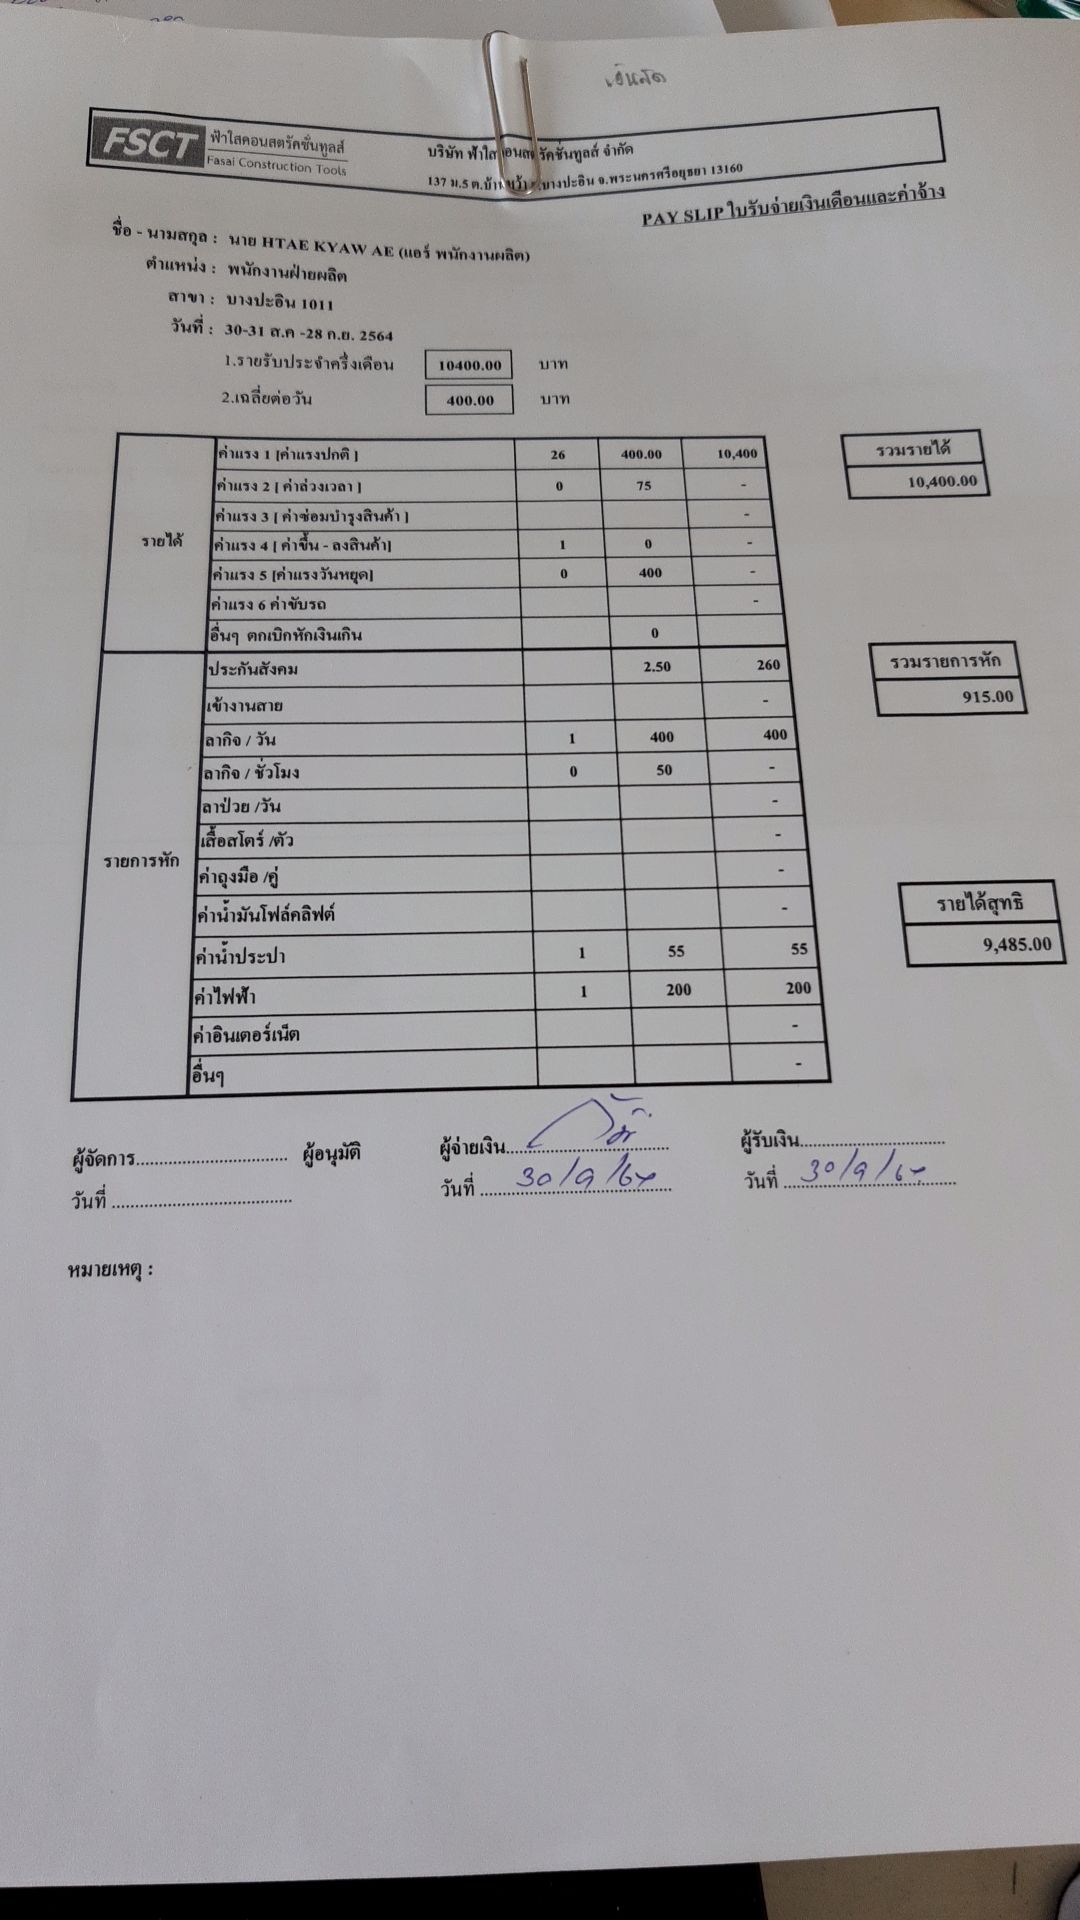 เงินสด
FSCT ฟ้าใสคอนสตรัคชั่นทูลส์
Fasai Construction Tools
บริษัท ฟ้าใสคอนสตรัคชันทูลส์ จำกัด
137 ม.5 ต.บ้านหว้า อ.บางปะอิน จ.พระนครศรีอยุธยา 13160
PAY SLIP ใบรับจ่ายเงินเดือนและค่าจ้าง
ชื่อ - นามสกุล : นาย HTAE KYAW AE (แอร์ พนักงานผลิต)
ตำแหน่ง : พนักงานฝ่ายผลิต
สาขา : บางปะอิน 1011
วันที่ : 30-31 ส.ค -28 ก.ย. 2564
1.รายรับประจำครึ่งเดือน 10400.00 บาท
2.เฉลี่ยต่อวัน 400.00 บาท
รายได้
ค่าแรง 1 [ค่าแรงปกติ ] 26 400.00 10,400
ค่าแรง 2 [ ค่าล่วงเวลา ] 0 75 -
ค่าแรง 3 [ ค่าซ่อมบำรุงสินค้า ] -
ค่าแรง 4 [ ค่าขึ้น - ลงสินค้า] 1 0 -
ค่าแรง 5 [ค่าแรงวันหยุด] 0 400 -
ค่าแรง 6 ค่าขับรถ -
อื่นๆ ตกเบิกหักเงินเกิน 0
รวมรายได้
10,400.00
รายการหัก
ประกันสังคม 2.50 260
เข้างานสาย -
ลากิจ / วัน 1 400 400
ลากิจ / ชั่วโมง 0 50 -
ลาป่วย /วัน -
เสื้อสโตร์ /ตัว -
ค่าถุงมือ /คู่ -
ค่าน้ำมันโฟล์คลิฟต์ -
ค่าน้ำประปา 1 55 55
ค่าไฟฟ้า 1 200 200
ค่าอินเตอร์เน็ต -
อื่นๆ -
รวมรายการหัก
915.00
รายได้สุทธิ
9,485.00
ผู้จัดการ............................... ผู้อนุมัติ ผู้จ่ายเงิน................................. ผู้รับเงิน..............................
วันที่ ..................................... วันที่ 30/9/64 วันที่ 30/9/64
หมายเหตุ :